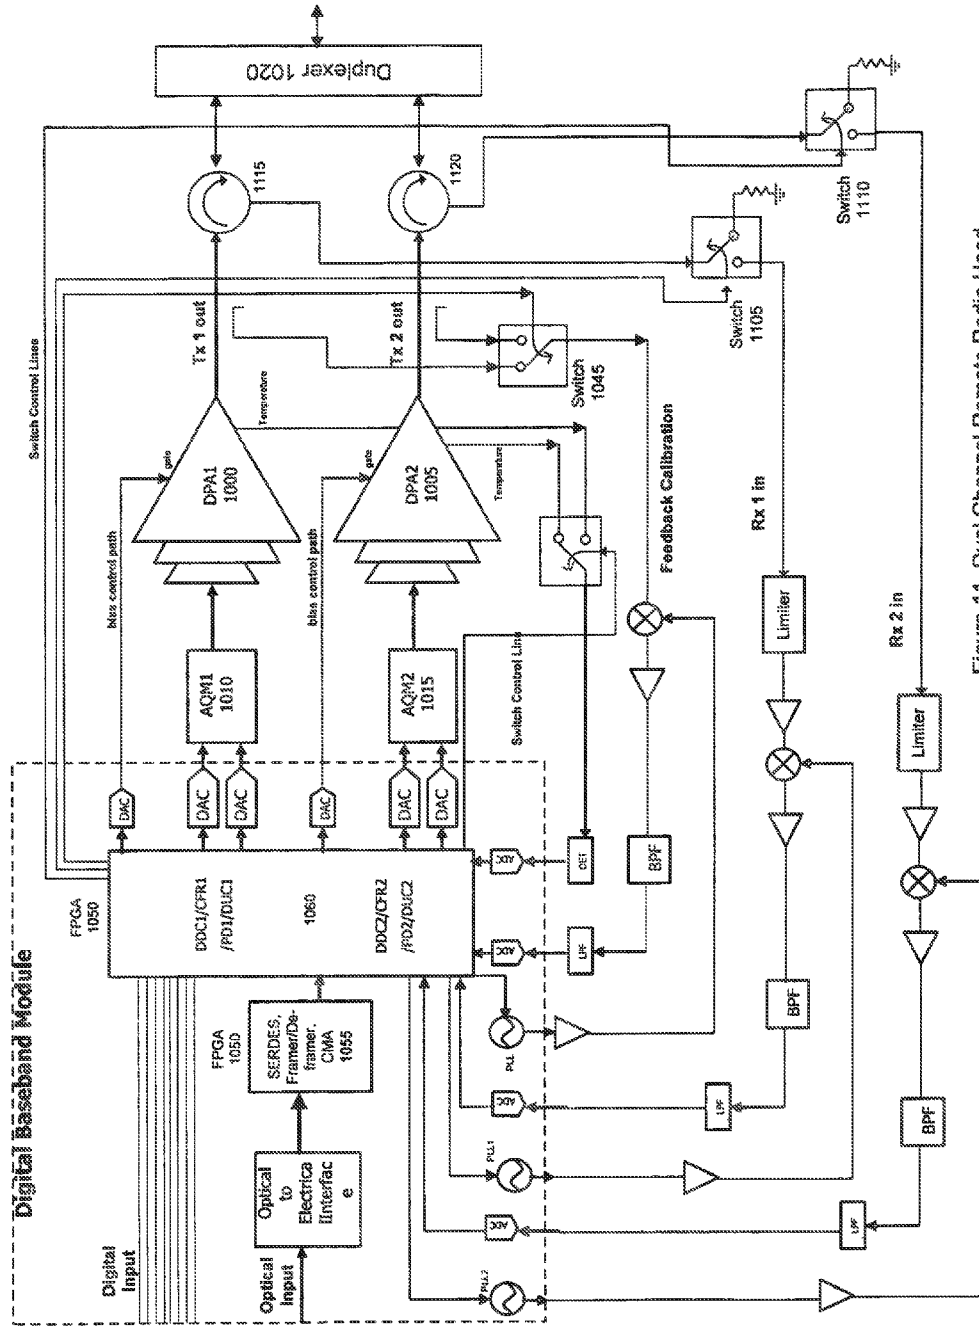 Digital Baseband Module
Digital
Input
Optical
Input
Optical
to
Electrica
lInterfac
e
FPGA
1050
SERDES,
Framer/De-
framer,
CMA
1055
FPGA
1050
DDC1/CFR1
/PD1/DUC1
1060
DDC2/CFR2
/PD2/DUC2
DAC
DAC
DAC
DAC
DAC
DAC
bias control path
bias control path
AQM1
1010
AQM2
1015
DPA1
1000
DPA2
1005
gate
gate
Temperature
Temperature
Tx 1 out
Tx 2 out
1115
1120
Duplexer 1020
Switch Control Lines
Switch Control Line
Switch
1045
Switch
1105
Switch
1110
Feedback Calibration
Rx 1 in
Rx 2 in
Limiter
Limiter
DET
ADC
ADC
ADC
ADC
LPF
LPF
LPF
BPF
BPF
BPF
PLL
PLL1
PLL2
Figure 11. Dual Channel Remote Radio Head